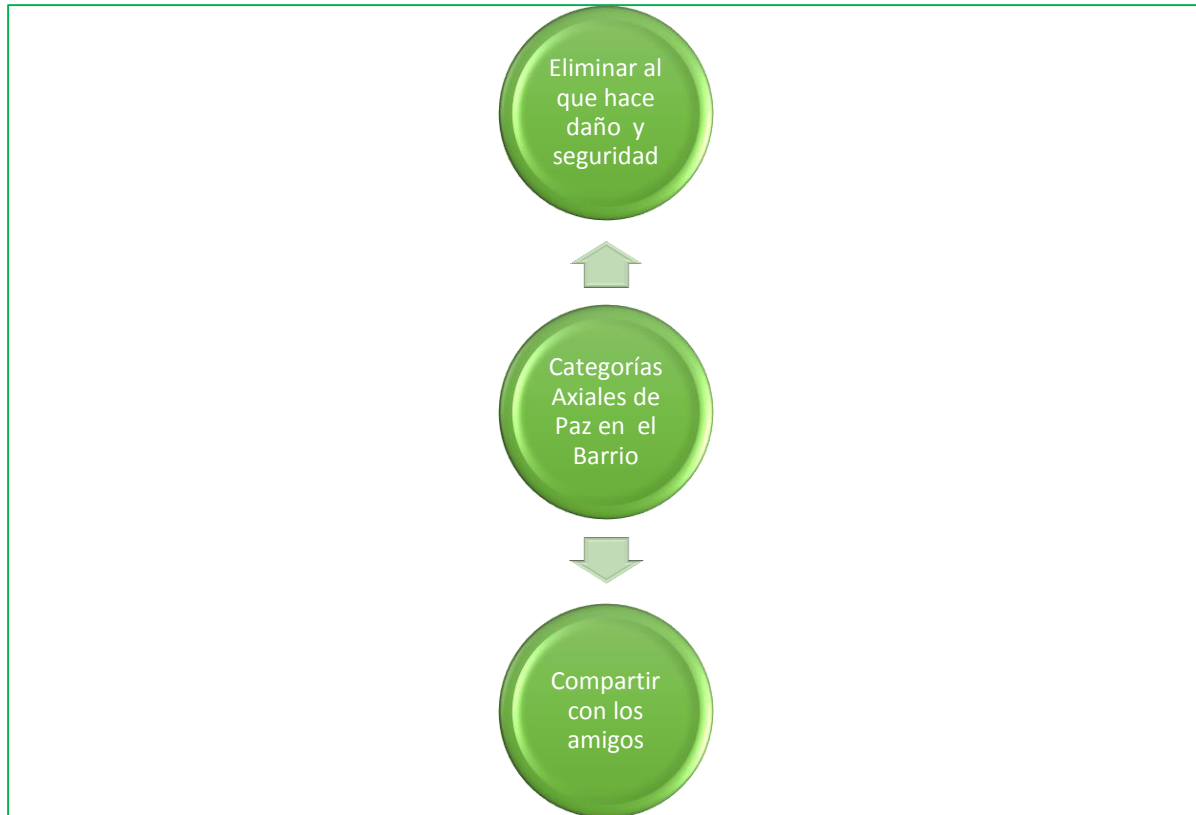 Eliminar al
que hace
daño y
seguridad
Categorías
Axiales de
Paz en el
Barrio
Compartir
con los
amigos